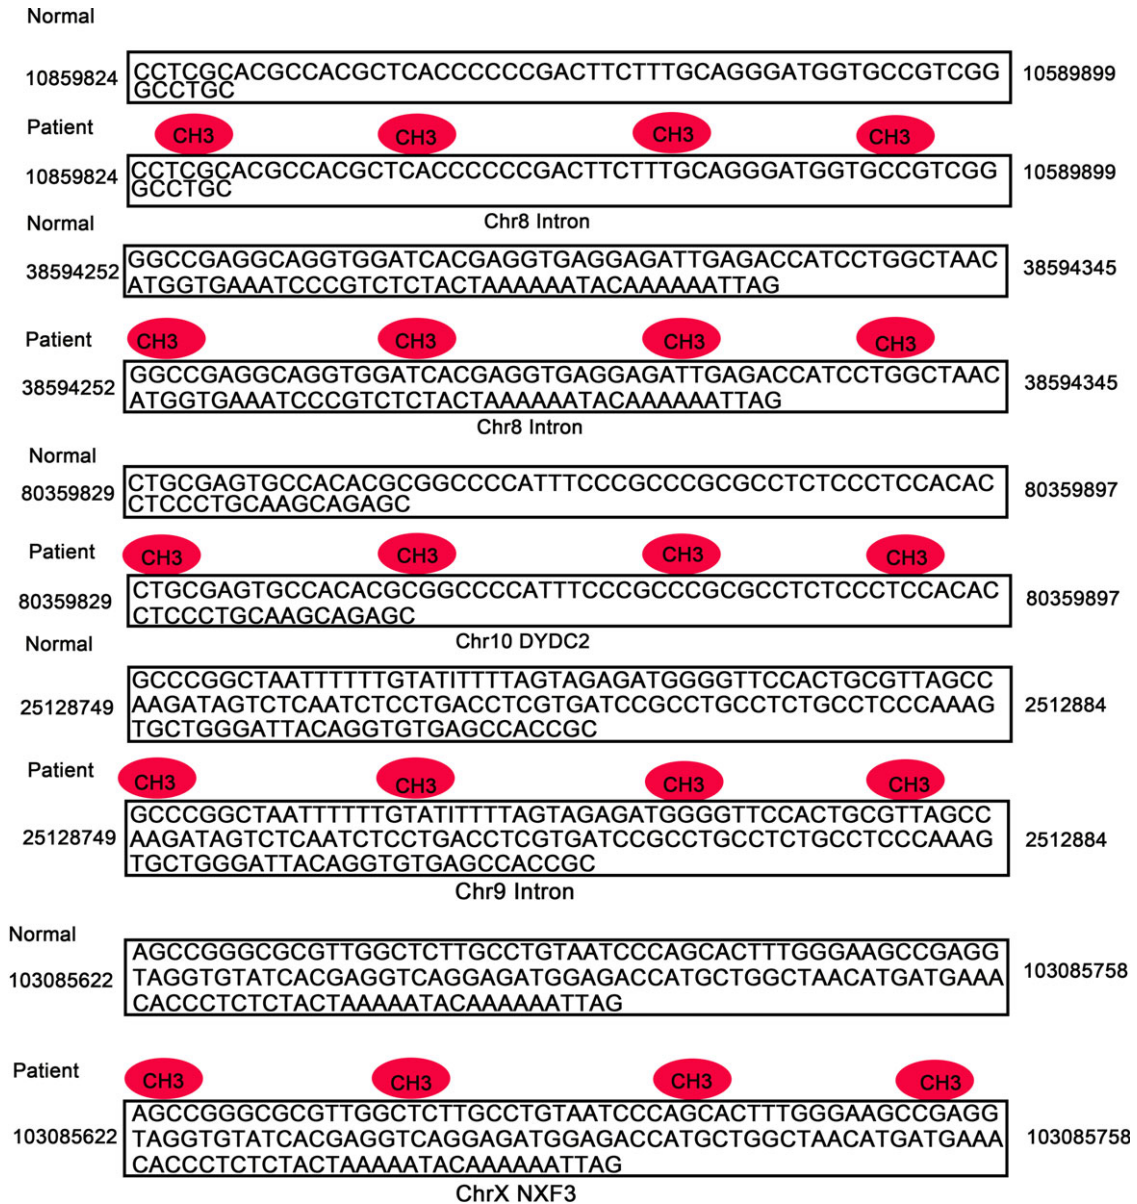 Normal
10859824 CCTCGCACGCCACGCTCACCCCCCGACTTCTTTGCAGGGATGGTGCCGTCGG 10589899
GCCTGC
Patient
CH3 CH3 CH3 CH3
10859824 CCTCGCACGCCACGCTCACCCCCCGACTTCTTTGCAGGGATGGTGCCGTCGG 10589899
GCCTGC
Chr8 Intron
Normal
38594252 GGCCGAGGCAGGTGGATCACGAGGTGAGGAGATTGAGACCATCCTGGCTAAC 38594345
ATGGTGAAATCCCGTCTCTACTAAAAAATACAAAAAATTAG
Patient
CH3 CH3 CH3 CH3
38594252 GGCCGAGGCAGGTGGATCACGAGGTGAGGAGATTGAGACCATCCTGGCTAAC 38594345
ATGGTGAAATCCCGTCTCTACTAAAAAATACAAAAAATTAG
Chr8 Intron
Normal
80359829 CTGCGAGTGCCACACGCGGCCCCATTTCCCGCCCGCGCCTCTCCCTCCACAC 80359897
CTCCCTGCAAGCAGAGC
Patient
CH3 CH3 CH3 CH3
80359829 CTGCGAGTGCCACACGCGGCCCCATTTCCCGCCCGCGCCTCTCCCTCCACAC 80359897
CTCCCTGCAAGCAGAGC
Chr10 DYDC2
Normal
GCCCGGCTAATTTTTTGTATITTTTAGTAGAGATGGGGTTCCACTGCGTTAGCC
25128749 AAGATAGTCTCAATCTCCTGACCTCGTGATCCGCCTGCCTCTGCCTCCCAAAG 2512884
TGCTGGGATTACAGGTGTGAGCCACCGC
Patient
CH3 CH3 CH3 CH3
GCCCGGCTAATTTTTTGTATITTTTAGTAGAGATGGGGTTCCACTGCGTTAGCC
25128749 AAGATAGTCTCAATCTCCTGACCTCGTGATCCGCCTGCCTCTGCCTCCCAAAG 2512884
TGCTGGGATTACAGGTGTGAGCCACCGC
Chr9 Intron
Normal
AGCCGGGCGCGTTGGCTCTTGCCTGTAATCCCAGCACTTTGGGAAGCCGAGG
103085622 TAGGTGTATCACGAGGTCAGGAGATGGAGACCATGCTGGCTAACATGATGAAA 103085758
CACCCTCTCTACTAAAAATACAAAAAATTAG
Patient
CH3 CH3 CH3 CH3
AGCCGGGCGCGTTGGCTCTTGCCTGTAATCCCAGCACTTTGGGAAGCCGAGG
103085622 TAGGTGTATCACGAGGTCAGGAGATGGAGACCATGCTGGCTAACATGATGAAA 103085758
CACCCTCTCTACTAAAAATACAAAAAATTAG
ChrX NXF3